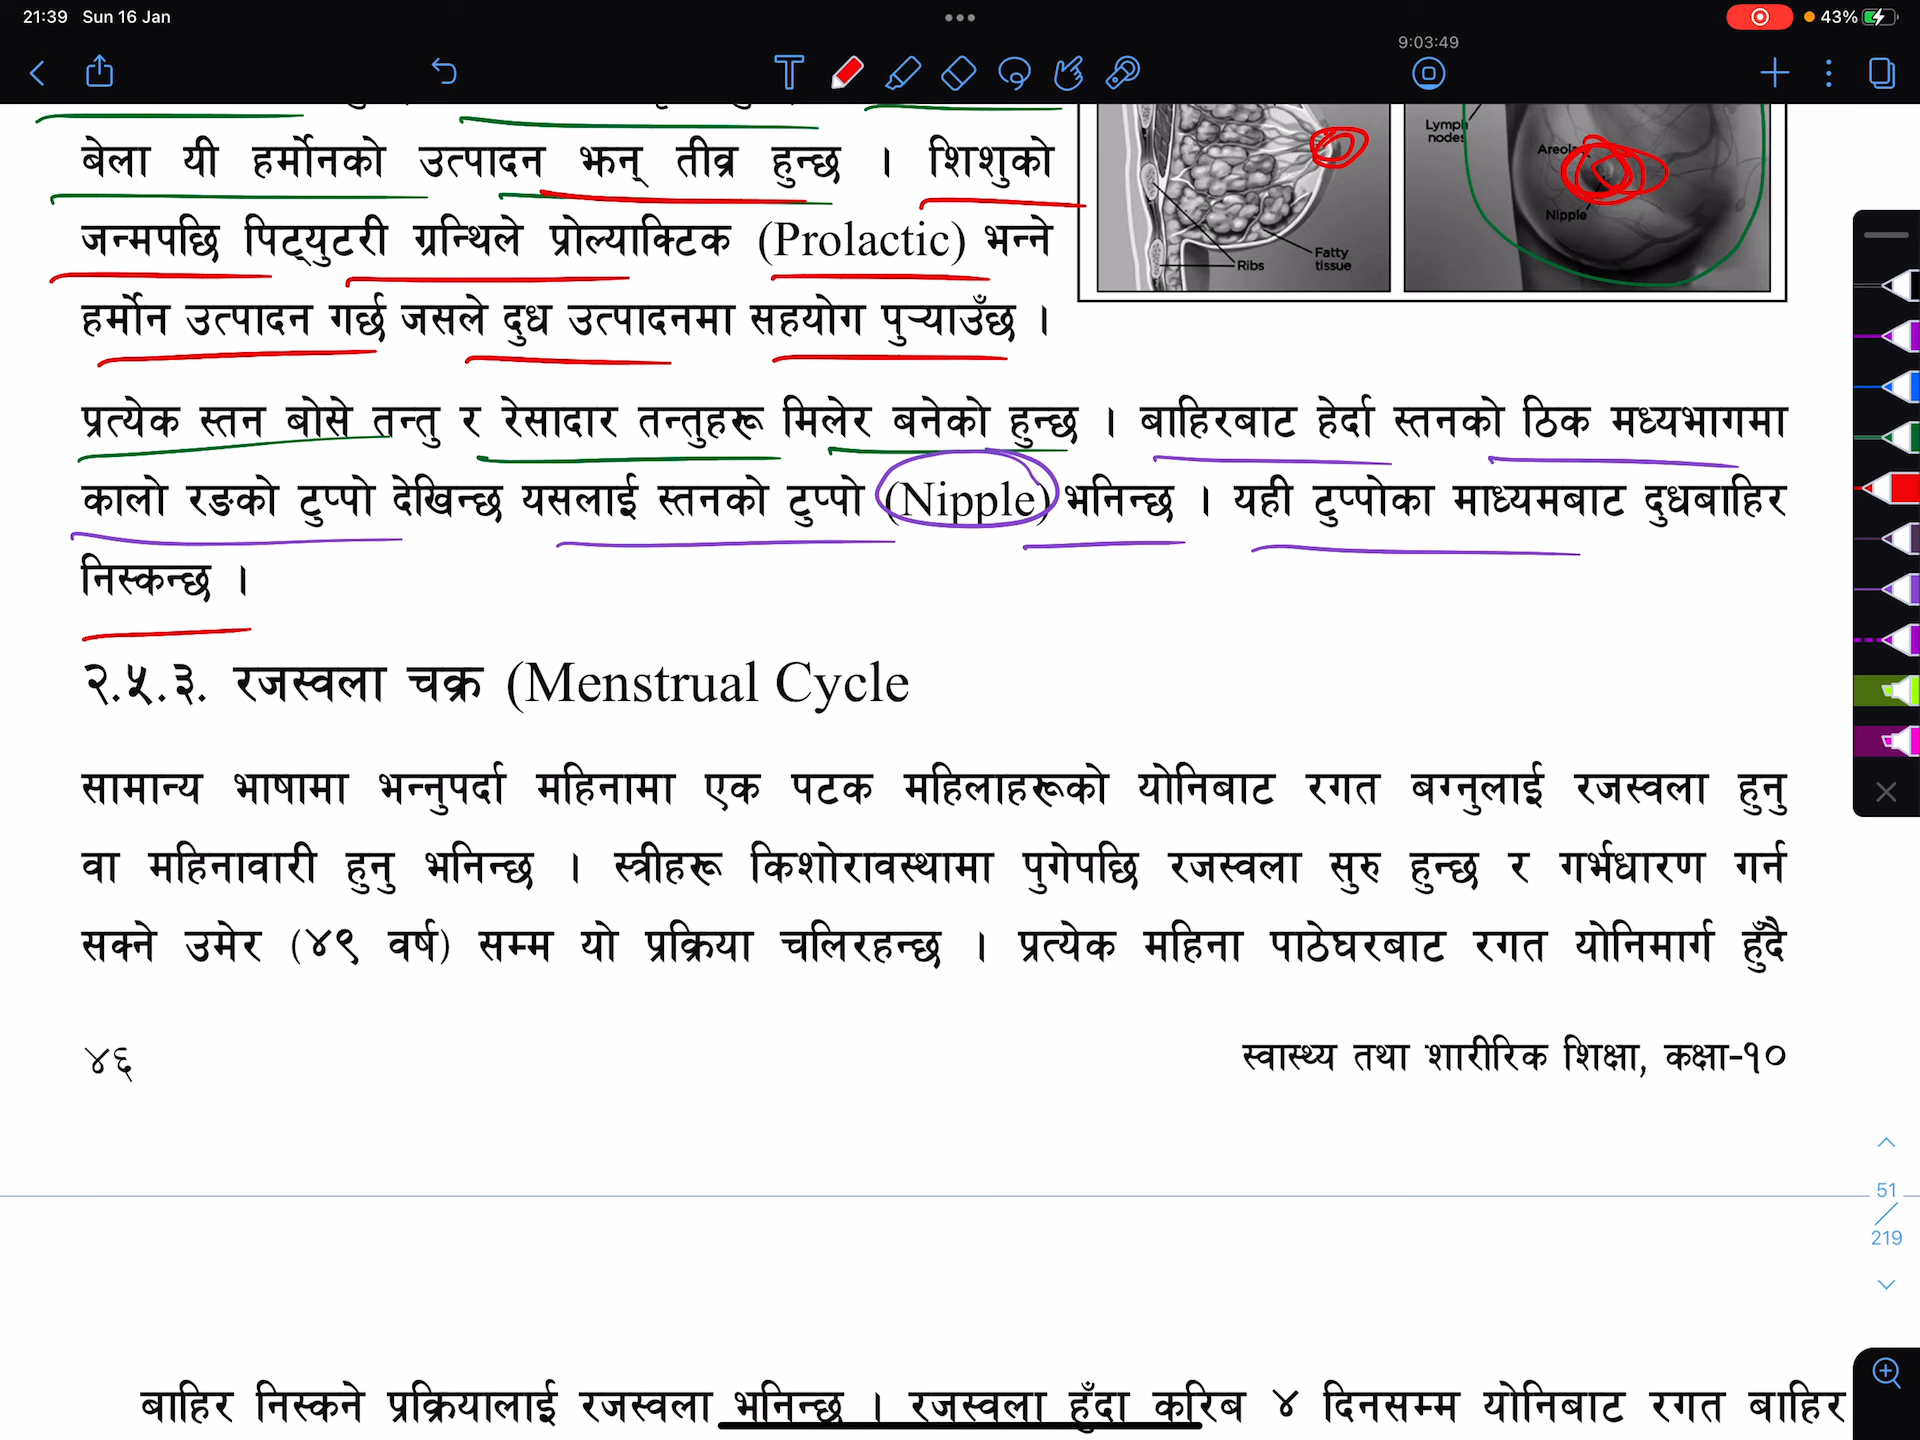 21:39 Sun 16 Jan
43%
9:03:49
बेला यी हर्मोनको उत्पादन झन् तीव्र हुन्छ । शिशुको
जन्मपछि पिट्युटरी ग्रन्थिले प्रोल्याक्टिक (Prolactic) भन्ने
हर्मोन उत्पादन गर्छ जसले दुध उत्पादनमा सहयोग पुऱ्याउँछ ।
Ribs
Fatty
tissue
Lymph
nodes
Areola
Nipple
प्रत्येक स्तन बोसे तन्तु र रेसादार तन्तुहरू मिलेर बनेको हुन्छ । बाहिरबाट हेर्दा स्तनको ठिक मध्यभागमा
कालो रङको टुप्पो देखिन्छ यसलाई स्तनको टुप्पो (Nipple) भनिन्छ । यही टुप्पोका माध्यमबाट दुधबाहिर
निस्कन्छ ।
२.५.३. रजस्वला चक्र (Menstrual Cycle
सामान्य भाषामा भन्नुपर्दा महिनामा एक पटक महिलाहरूको योनिबाट रगत बग्नुलाई रजस्वला हुनु
वा महिनावारी हुनु भनिन्छ । स्त्रीहरू किशोरावस्थामा पुगेपछि रजस्वला सुरु हुन्छ र गर्भधारण गर्न
सक्ने उमेर (४९ वर्ष) सम्म यो प्रक्रिया चलिरहन्छ । प्रत्येक महिना पाठेघरबाट रगत योनिमार्ग हुँदै
४६
स्वास्थ्य तथा शारीरिक शिक्षा, कक्षा-१०
51
219
बाहिर निस्कने प्रक्रियालाई रजस्वला भनिन्छ । रजस्वला हुँदा करिब ४ दिनसम्म योनिबाट रगत बाहिर